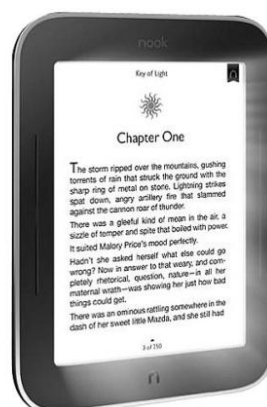 nook
Key of Light
Chapter One
The storm ripped over the mountains, gushing
torrents of rain that struck the ground with the
sharp ring of metal on stone. Lightning strikes
spat down, angry artillery fire that slammed
against the cannon roar of thunder.
There was a gleeful kind of mean in the air, a
sizzle of temper and spite that boiled with power.
It suited Malory Price's mood perfectly.
Hadn't she asked herself what else could go
wrong? Now in answer to that weary, and com-
pletely rhetorical, question, nature—in all her
maternal wrath—was showing her just how bad
things could get.
There was an ominous rattling somewhere in the
dash of her sweet little Mazda, and she still had
3 of 350